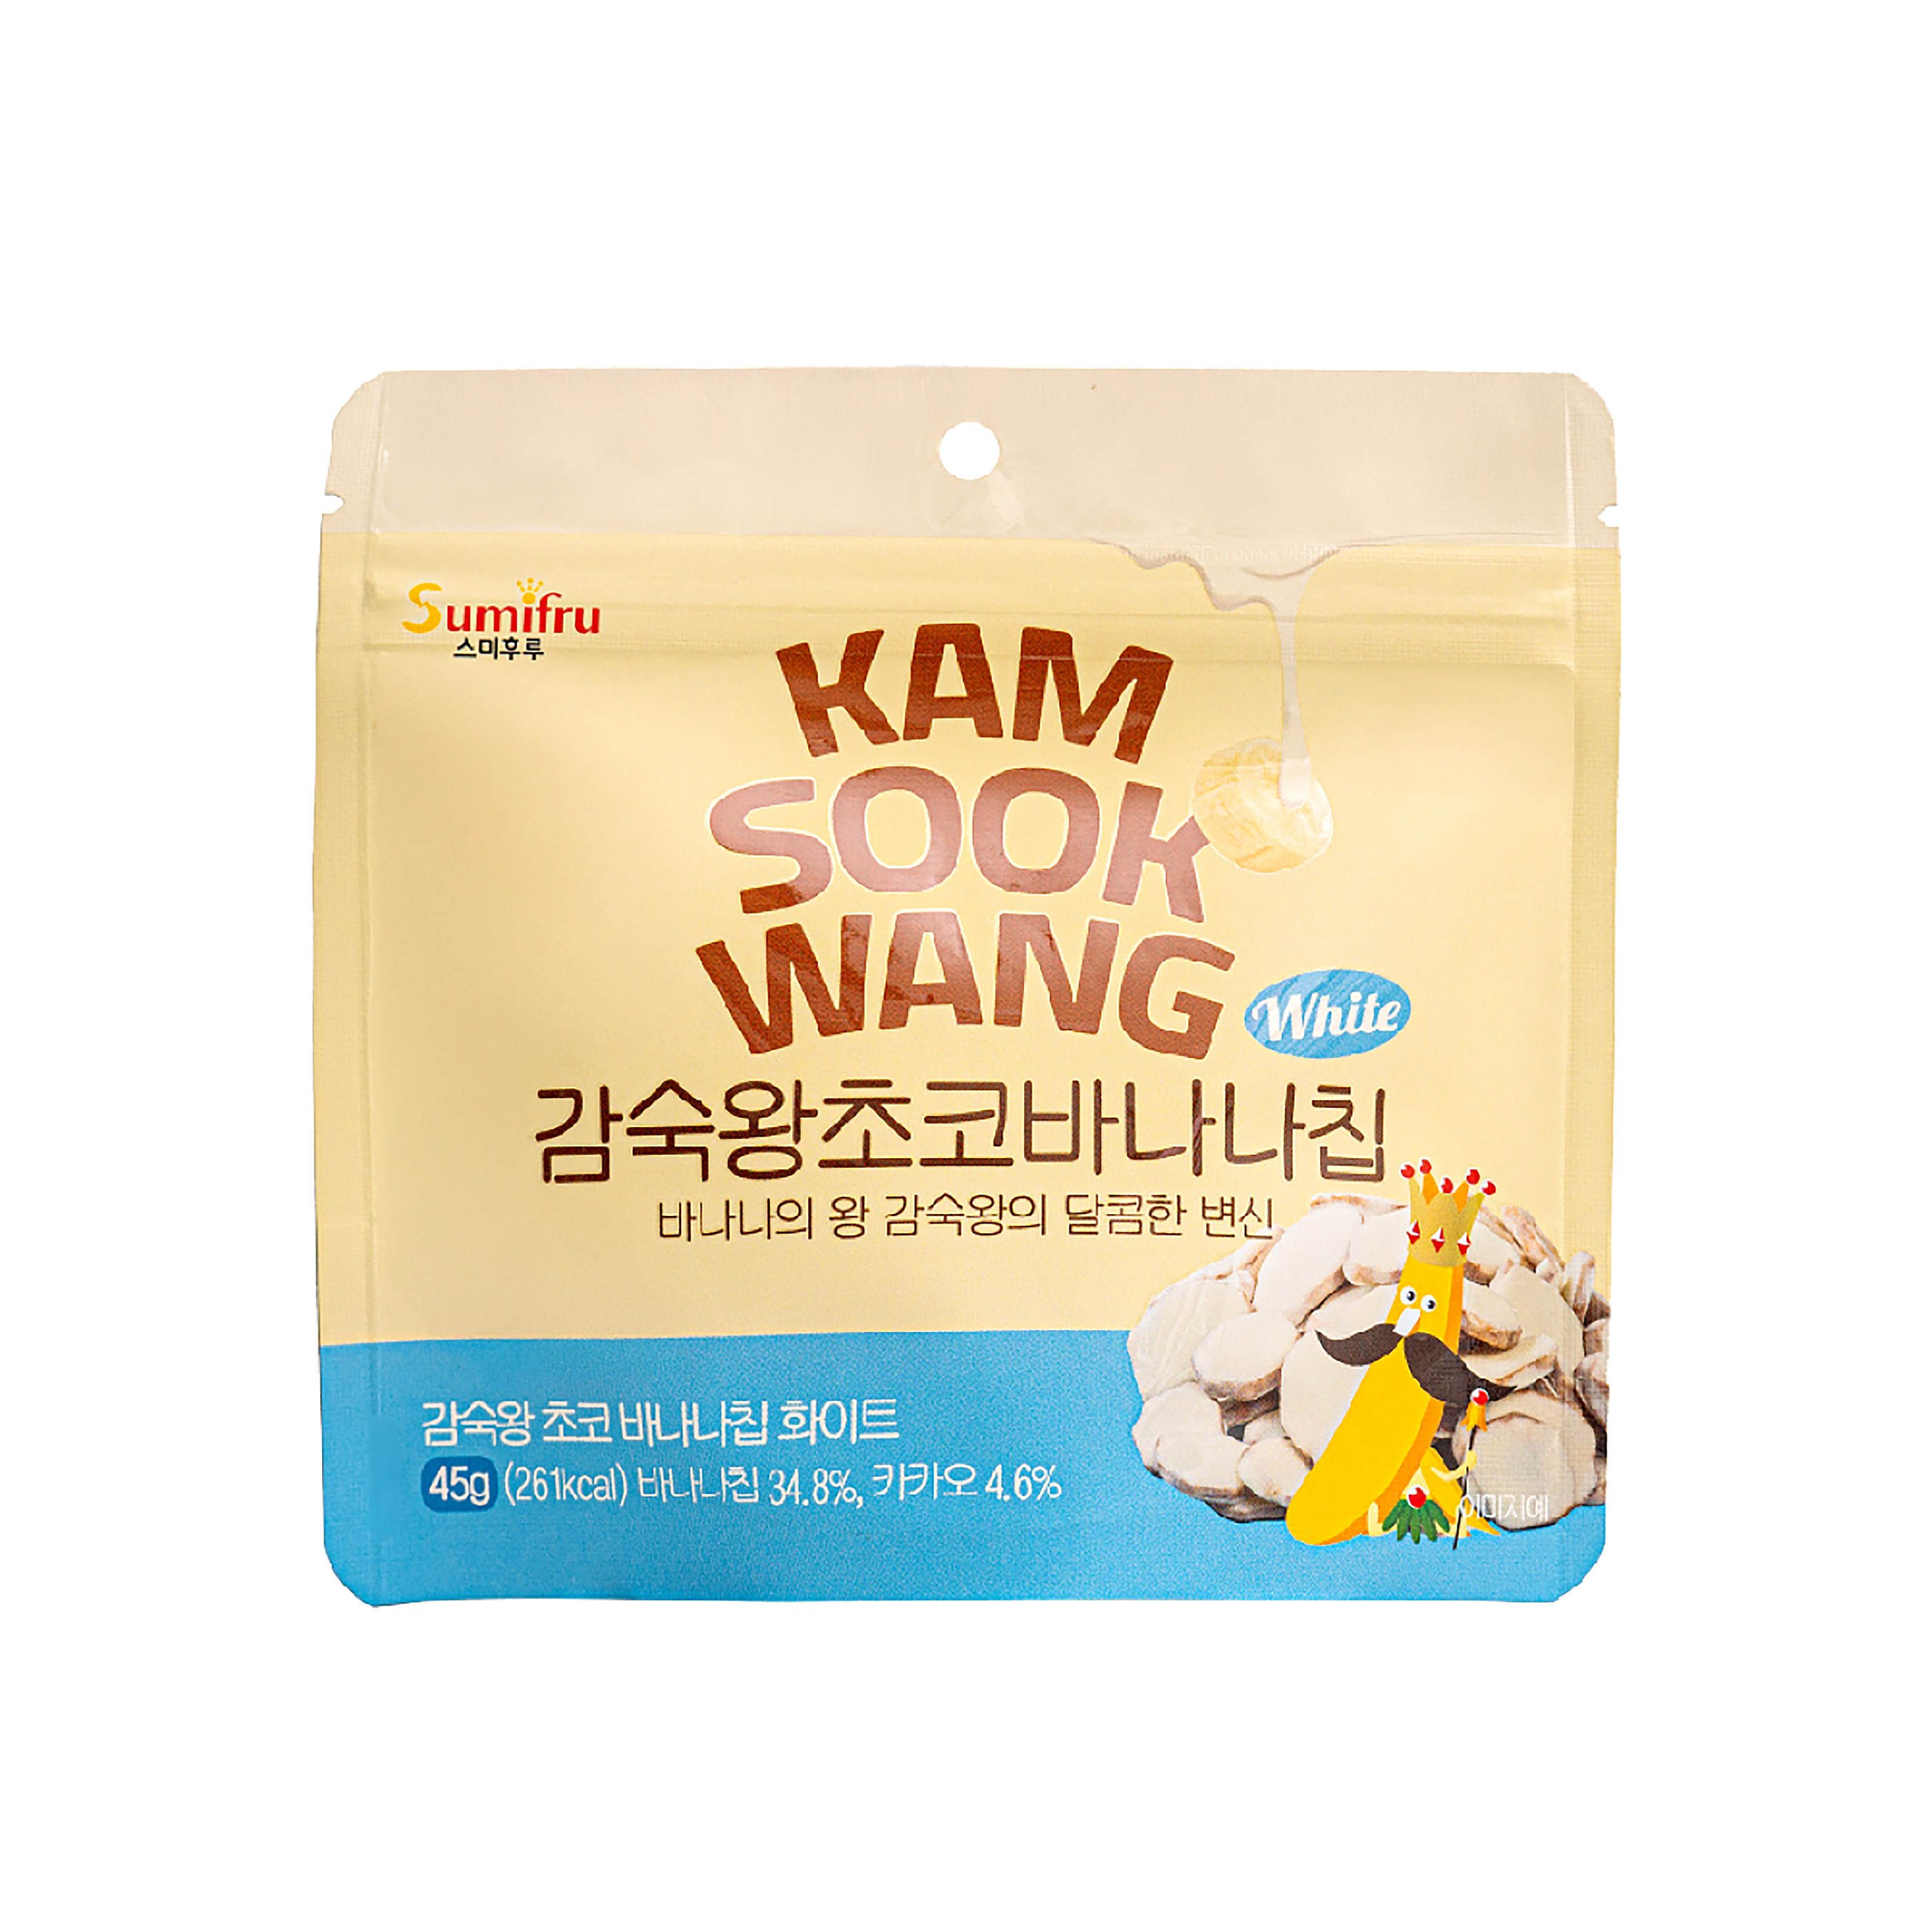 Sumifru
스미후루
KAM
SOOK
WANG
White
감숙왕초코바나나칩
바나나의 왕 감숙왕의 달콤한 변신
감숙왕 초코 바나나칩 화이트
45g (261kcal) 바나나칩 34.8%, 카카오 4.6%
이미지예